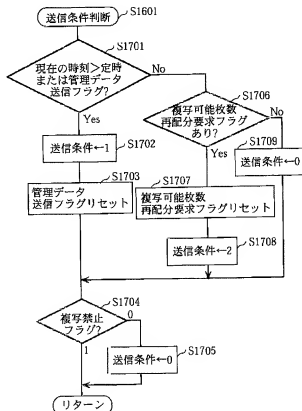 送信条件判断
S1601
S1701
現在の時刻＞定時
または管理データ
送信フラグ?
No
Yes
S1706
複写可能枚数
再配分要求フラグ
あり?
No
Yes
S1702
送信条件←1
S1709
送信条件←0
S1703
管理データ
送信フラグリセット
S1707
複写可能枚数
再配分要求フラグリセット
S1708
送信条件←2
S1704
複写禁止
フラグ?
0
1
S1705
送信条件←0
リターン